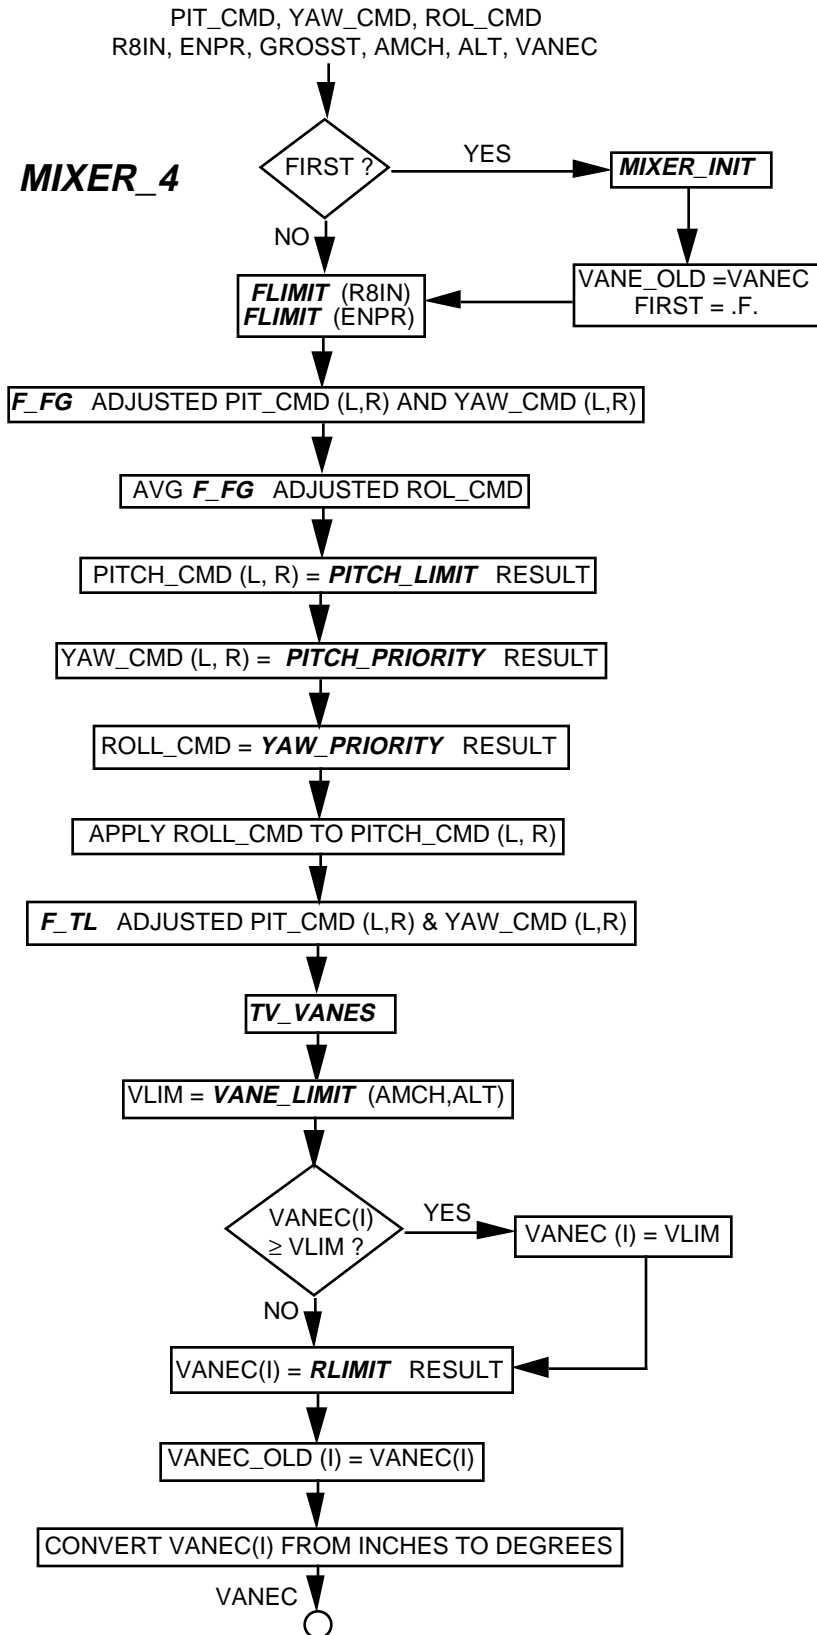 PIT_CMD, YAW_CMD, ROL_CMD
R8IN, ENPR, GROSST, AMCH, ALT, VANEC
MIXER_4
FIRST ?
YES
MIXER_INIT
NO
VANE_OLD =VANEC
FIRST = .F.
FLIMIT (R8IN)
FLIMIT (ENPR)
F_FG ADJUSTED PIT_CMD (L,R) AND YAW_CMD (L,R)
AVG F_FG ADJUSTED ROL_CMD
PITCH_CMD (L, R) = PITCH_LIMIT RESULT
YAW_CMD (L, R) = PITCH_PRIORITY RESULT
ROLL_CMD = YAW_PRIORITY RESULT
APPLY ROLL_CMD TO PITCH_CMD (L, R)
F_TL ADJUSTED PIT_CMD (L,R) & YAW_CMD (L,R)
TV_VANES
VLIM = VANE_LIMIT (AMCH,ALT)
VANEC(I)
≥ VLIM ?
YES
VANEC (I) = VLIM
NO
VANEC(I) = RLIMIT RESULT
VANEC_OLD (I) = VANEC(I)
CONVERT VANEC(I) FROM INCHES TO DEGREES
VANEC